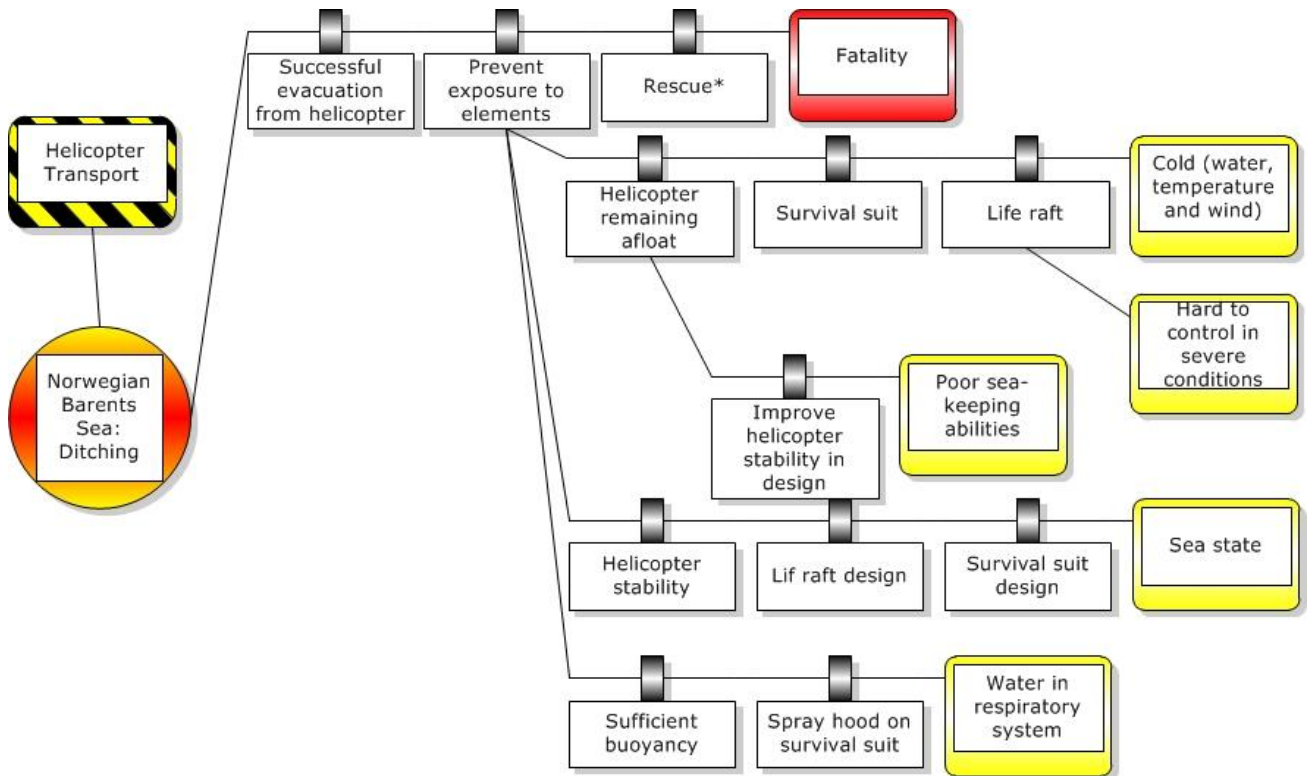 Successful
evacuation
from helicopter
Prevent
exposure to
elements
Rescue*
Fatality
Helicopter
Transport
Helicopter
remaining
afloat
Survival suit
Life raft
Cold (water,
temperature
and wind)
Hard to
control in
severe
conditions
Norwegian
Barents
Sea:
Ditching
Improve
helicopter
stability in
design
Poor sea-
keeping
abilities
Helicopter
stability
Lif raft design
Survival suit
design
Sea state
Sufficient
buoyancy
Spray hood on
survival suit
Water in
respiratory
system